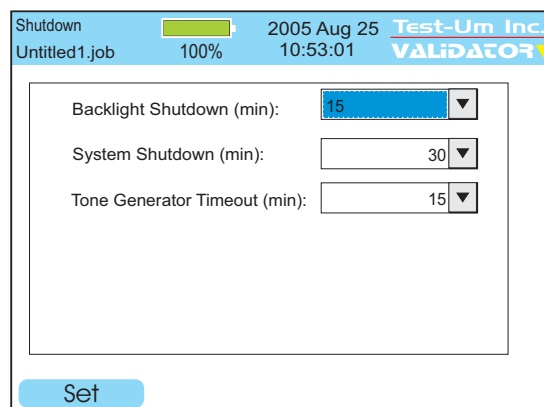 Shutdown
Untitled1.job
100%
2005 Aug 25
10:53:01
Test-Um Inc.
VALiDATOR
Backlight Shutdown (min): 15
System Shutdown (min): 30
Tone Generator Timeout (min): 15
Set